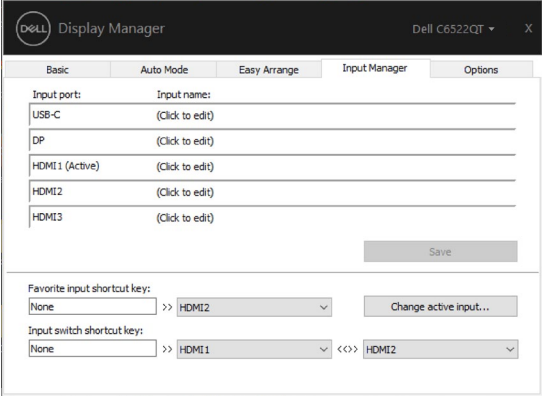 DELL Display Manager Dell C6522QT X
Basic Auto Mode Easy Arrange Input Manager Options
Input port: Input name:
USB-C (Click to edit)
DP (Click to edit)
HDMI1 (Active) (Click to edit)
HDMI2 (Click to edit)
HDMI3 (Click to edit)
Save
Favorite input shortcut key:
None >> HDMI2 Change active input...
Input switch shortcut key:
None >> HDMI1 <<>> HDMI2